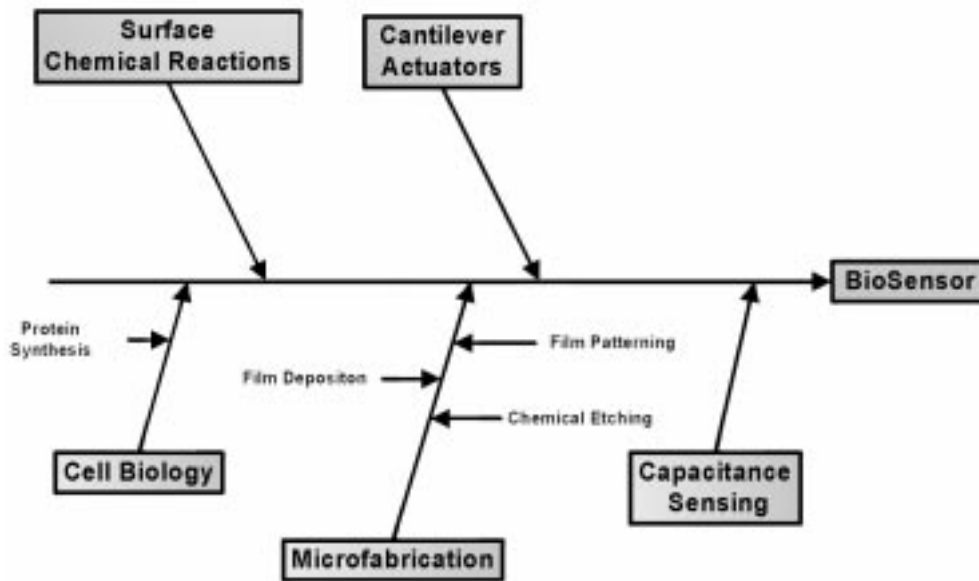 Surface
Chemical Reactions
Cantilever
Actuators
BioSensor
Protein
Synthesis
Film Patterning
Film Depositon
Chemical Etching
Cell Biology
Capacitance
Sensing
Microfabrication